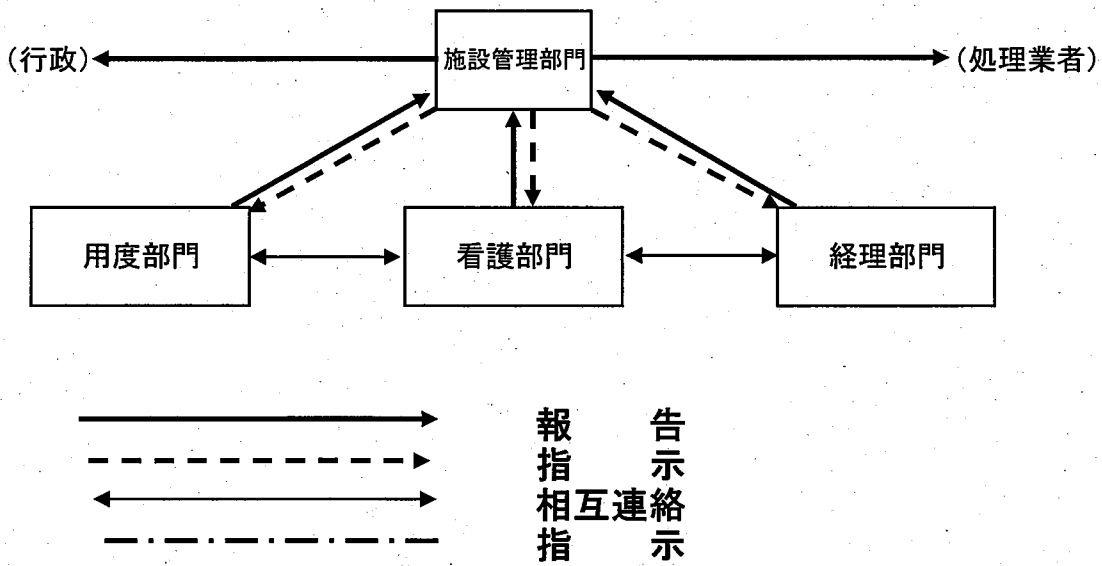 (行政)
施設管理部門
(処理業者)
用度部門
看護部門
経理部門
報　　告
指　　示
相互連絡
指　　示